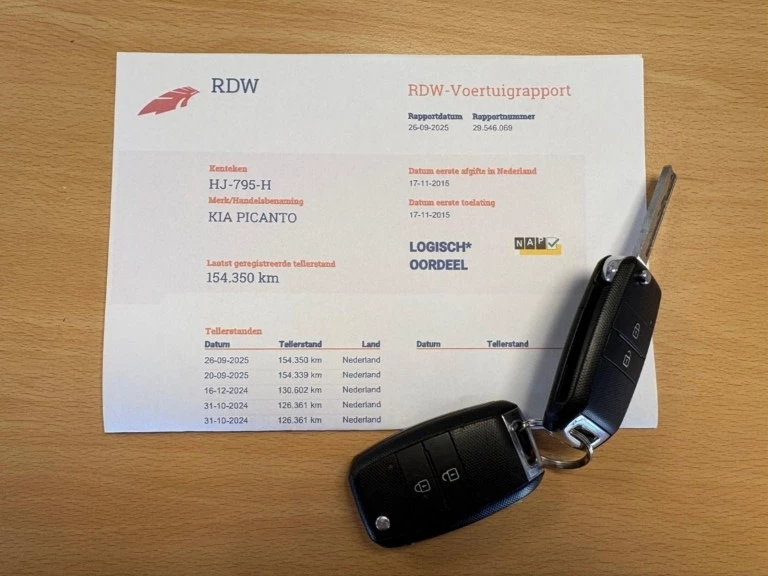 RDW
RDW-Voertuigrapport
Rapportdatum Rapportnummer
26-09-2025 29.546.069
Kenteken
HJ-795-H
Merk/Handelsbenaming
KIA PICANTO
Datum eerste afgifte in Nederland
17-11-2015
Datum eerste toelating
17-11-2015
LOGISCH*
OORDEEL
NAP
Laatst geregistreerde tellerstand
154.350 km
Tellerstanden
Datum Tellerstand Land Datum Tellerstand
26-09-2025 154.350 km Nederland
20-09-2025 154.339 km Nederland
16-12-2024 130.602 km Nederland
31-10-2024 126.361 km Nederland
31-10-2024 126.361 km Nederland